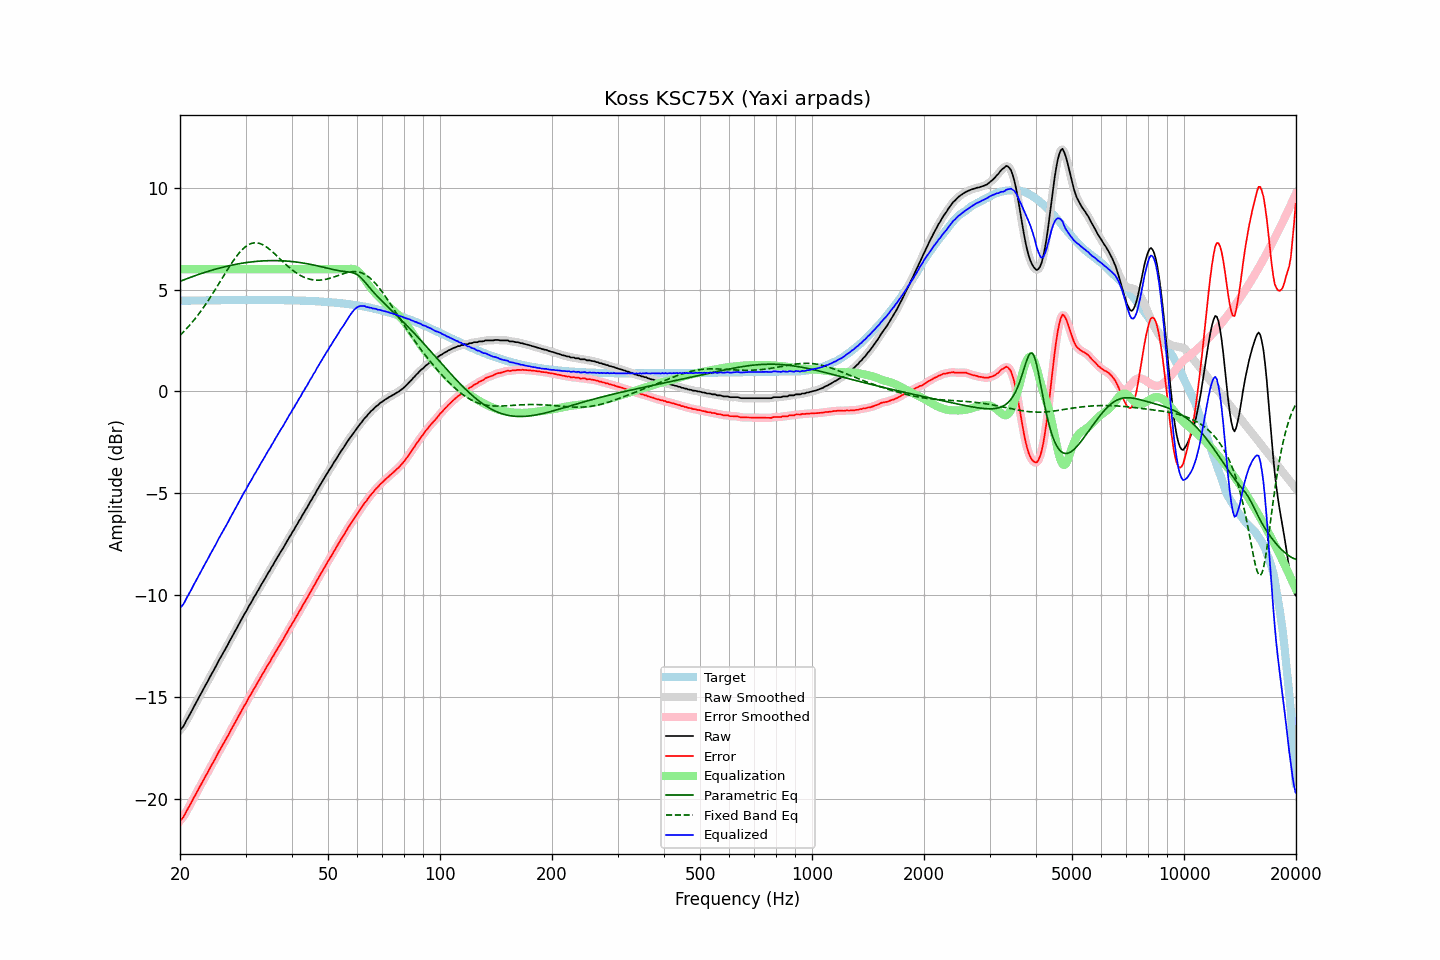 Koss KSC75X (Yaxi arpads)
Amplitude (dBr)
10
5
0
−5
−10
−15
−20
Target
Raw Smoothed
Error Smoothed
Raw
Error
Equalization
Parametric Eq
Fixed Band Eq
Equalized
20
50
100
200
500
1000
2000
5000
10000
20000
Frequency (Hz)